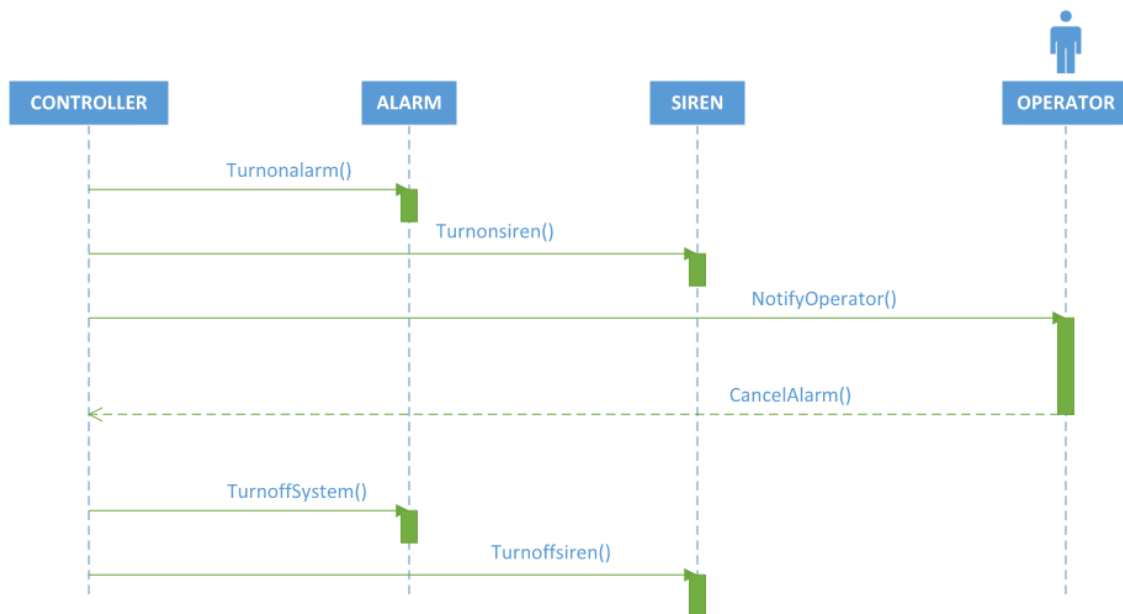 CONTROLLER
ALARM
SIREN
OPERATOR
Turnonalarm()
Turnonsiren()
NotifyOperator()
CancelAlarm()
TurnoffSystem()
Turnoffsiren()